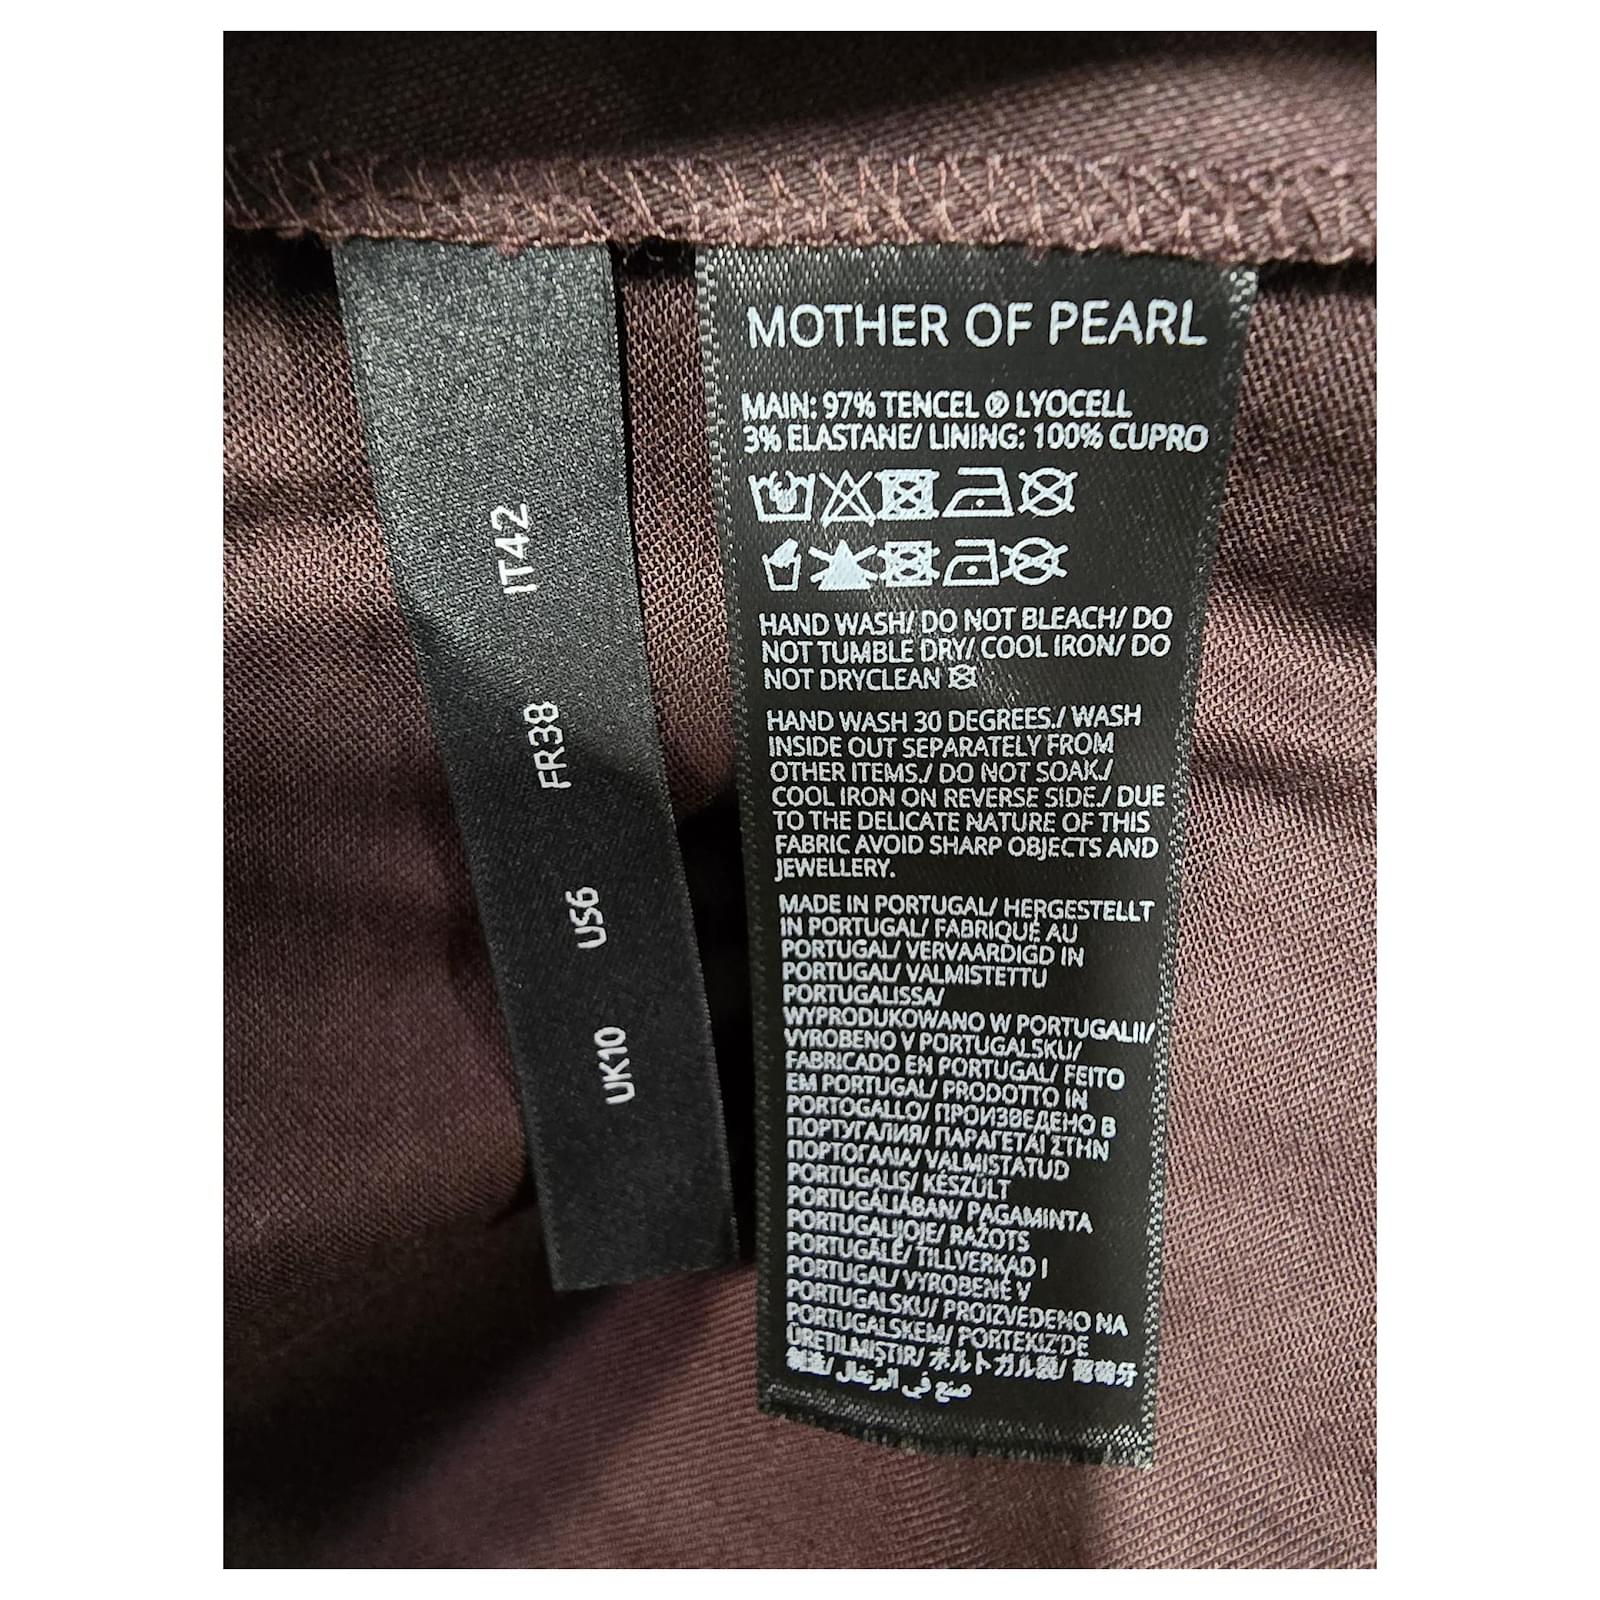 IT42
FR38
US6
UK10
MOTHER OF PEARL
MAIN: 97% TENCEL ® LYOCELL
3% ELASTANE/ LINING: 100% CUPRO
HAND WASH/ DO NOT BLEACH/ DO
NOT TUMBLE DRY/ COOL IRON/ DO
NOT DRYCLEAN
HAND WASH 30 DEGREES./ WASH
INSIDE OUT SEPARATELY FROM
OTHER ITEMS./ DO NOT SOAK./
COOL IRON ON REVERSE SIDE./ DUE
TO THE DELICATE NATURE OF THIS
FABRIC AVOID SHARP OBJECTS AND
JEWELLERY.
MADE IN PORTUGAL/ HERGESTELLT
IN PORTUGAL/ FABRIQUÉ AU
PORTUGAL/ VERVAARDIGD IN
PORTUGAL/ VALMISTETTU
PORTUGALISSA/
WYPRODUKOWANO W PORTUGALII/
VYROBENO V PORTUGALSKU/
FABRICADO EN PORTUGAL/ FEITO
EM PORTUGAL/ PRODOTTO IN
PORTOGALLO/ ПРОИЗВЕДЕНО В
ПОРТУГАЛИЯ/ ΠΑΡΑΓΕΤΑΙ ΣΤΗΝ
ΠΟΡΤΟΓΑΛΙΑ/ VALMISTATUD
PORTUGALIS/ KÉSZÜLT
PORTUGÁLIÁBAN/ PAGAMINTA
PORTUGALIJOJE/ RAŽOTS
PORTUGĀLĒ/ TILLVERKAD I
PORTUGAL/ VYROBENÉ V
PORTUGALSKU/ PROIZVEDENO NA
PORTUGALSKEM/ PORTEKIZ'DE
ÜRETILMIŞTIR/ ポルトガル製/
制造/ صنع في البرتغال